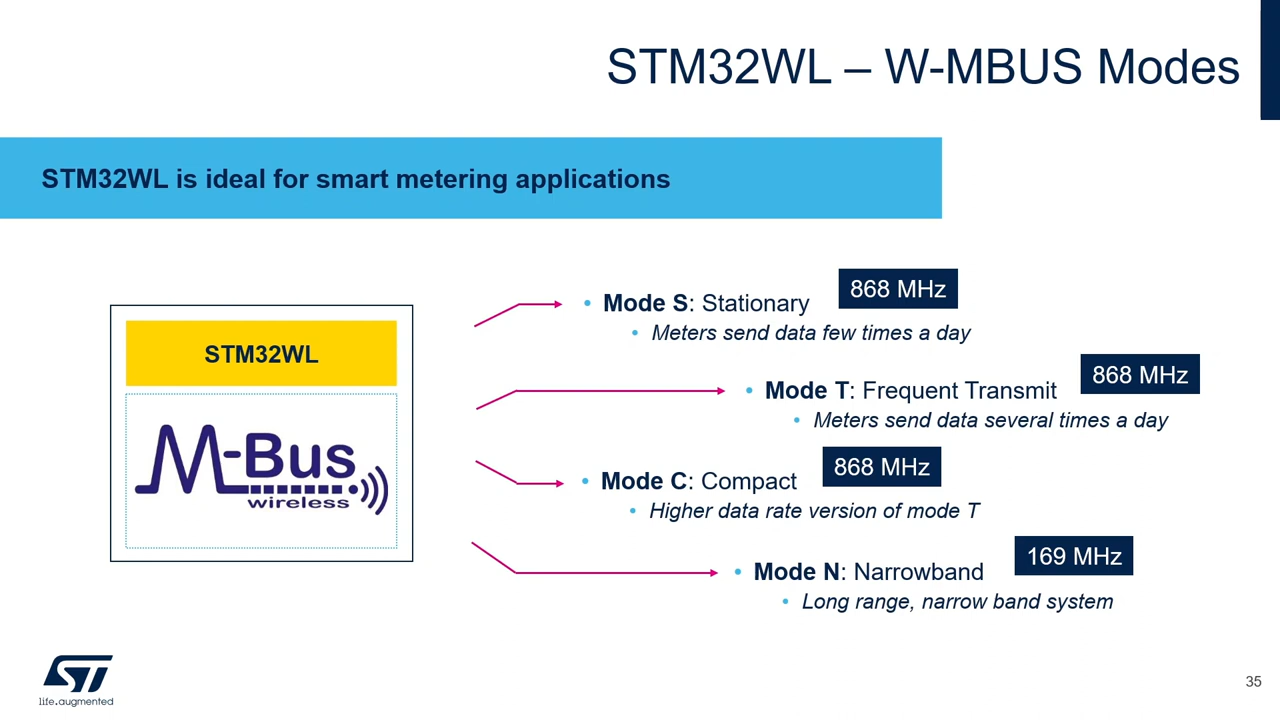 STM32WL – W-MBUS Modes
STM32WL is ideal for smart metering applications
STM32WL
M-Bus
wireless
• Mode S: Stationary
868 MHz
• Meters send data few times a day
• Mode T: Frequent Transmit
868 MHz
• Meters send data several times a day
• Mode C: Compact
868 MHz
• Higher data rate version of mode T
• Mode N: Narrowband
169 MHz
• Long range, narrow band system
ST
life.augmented
35